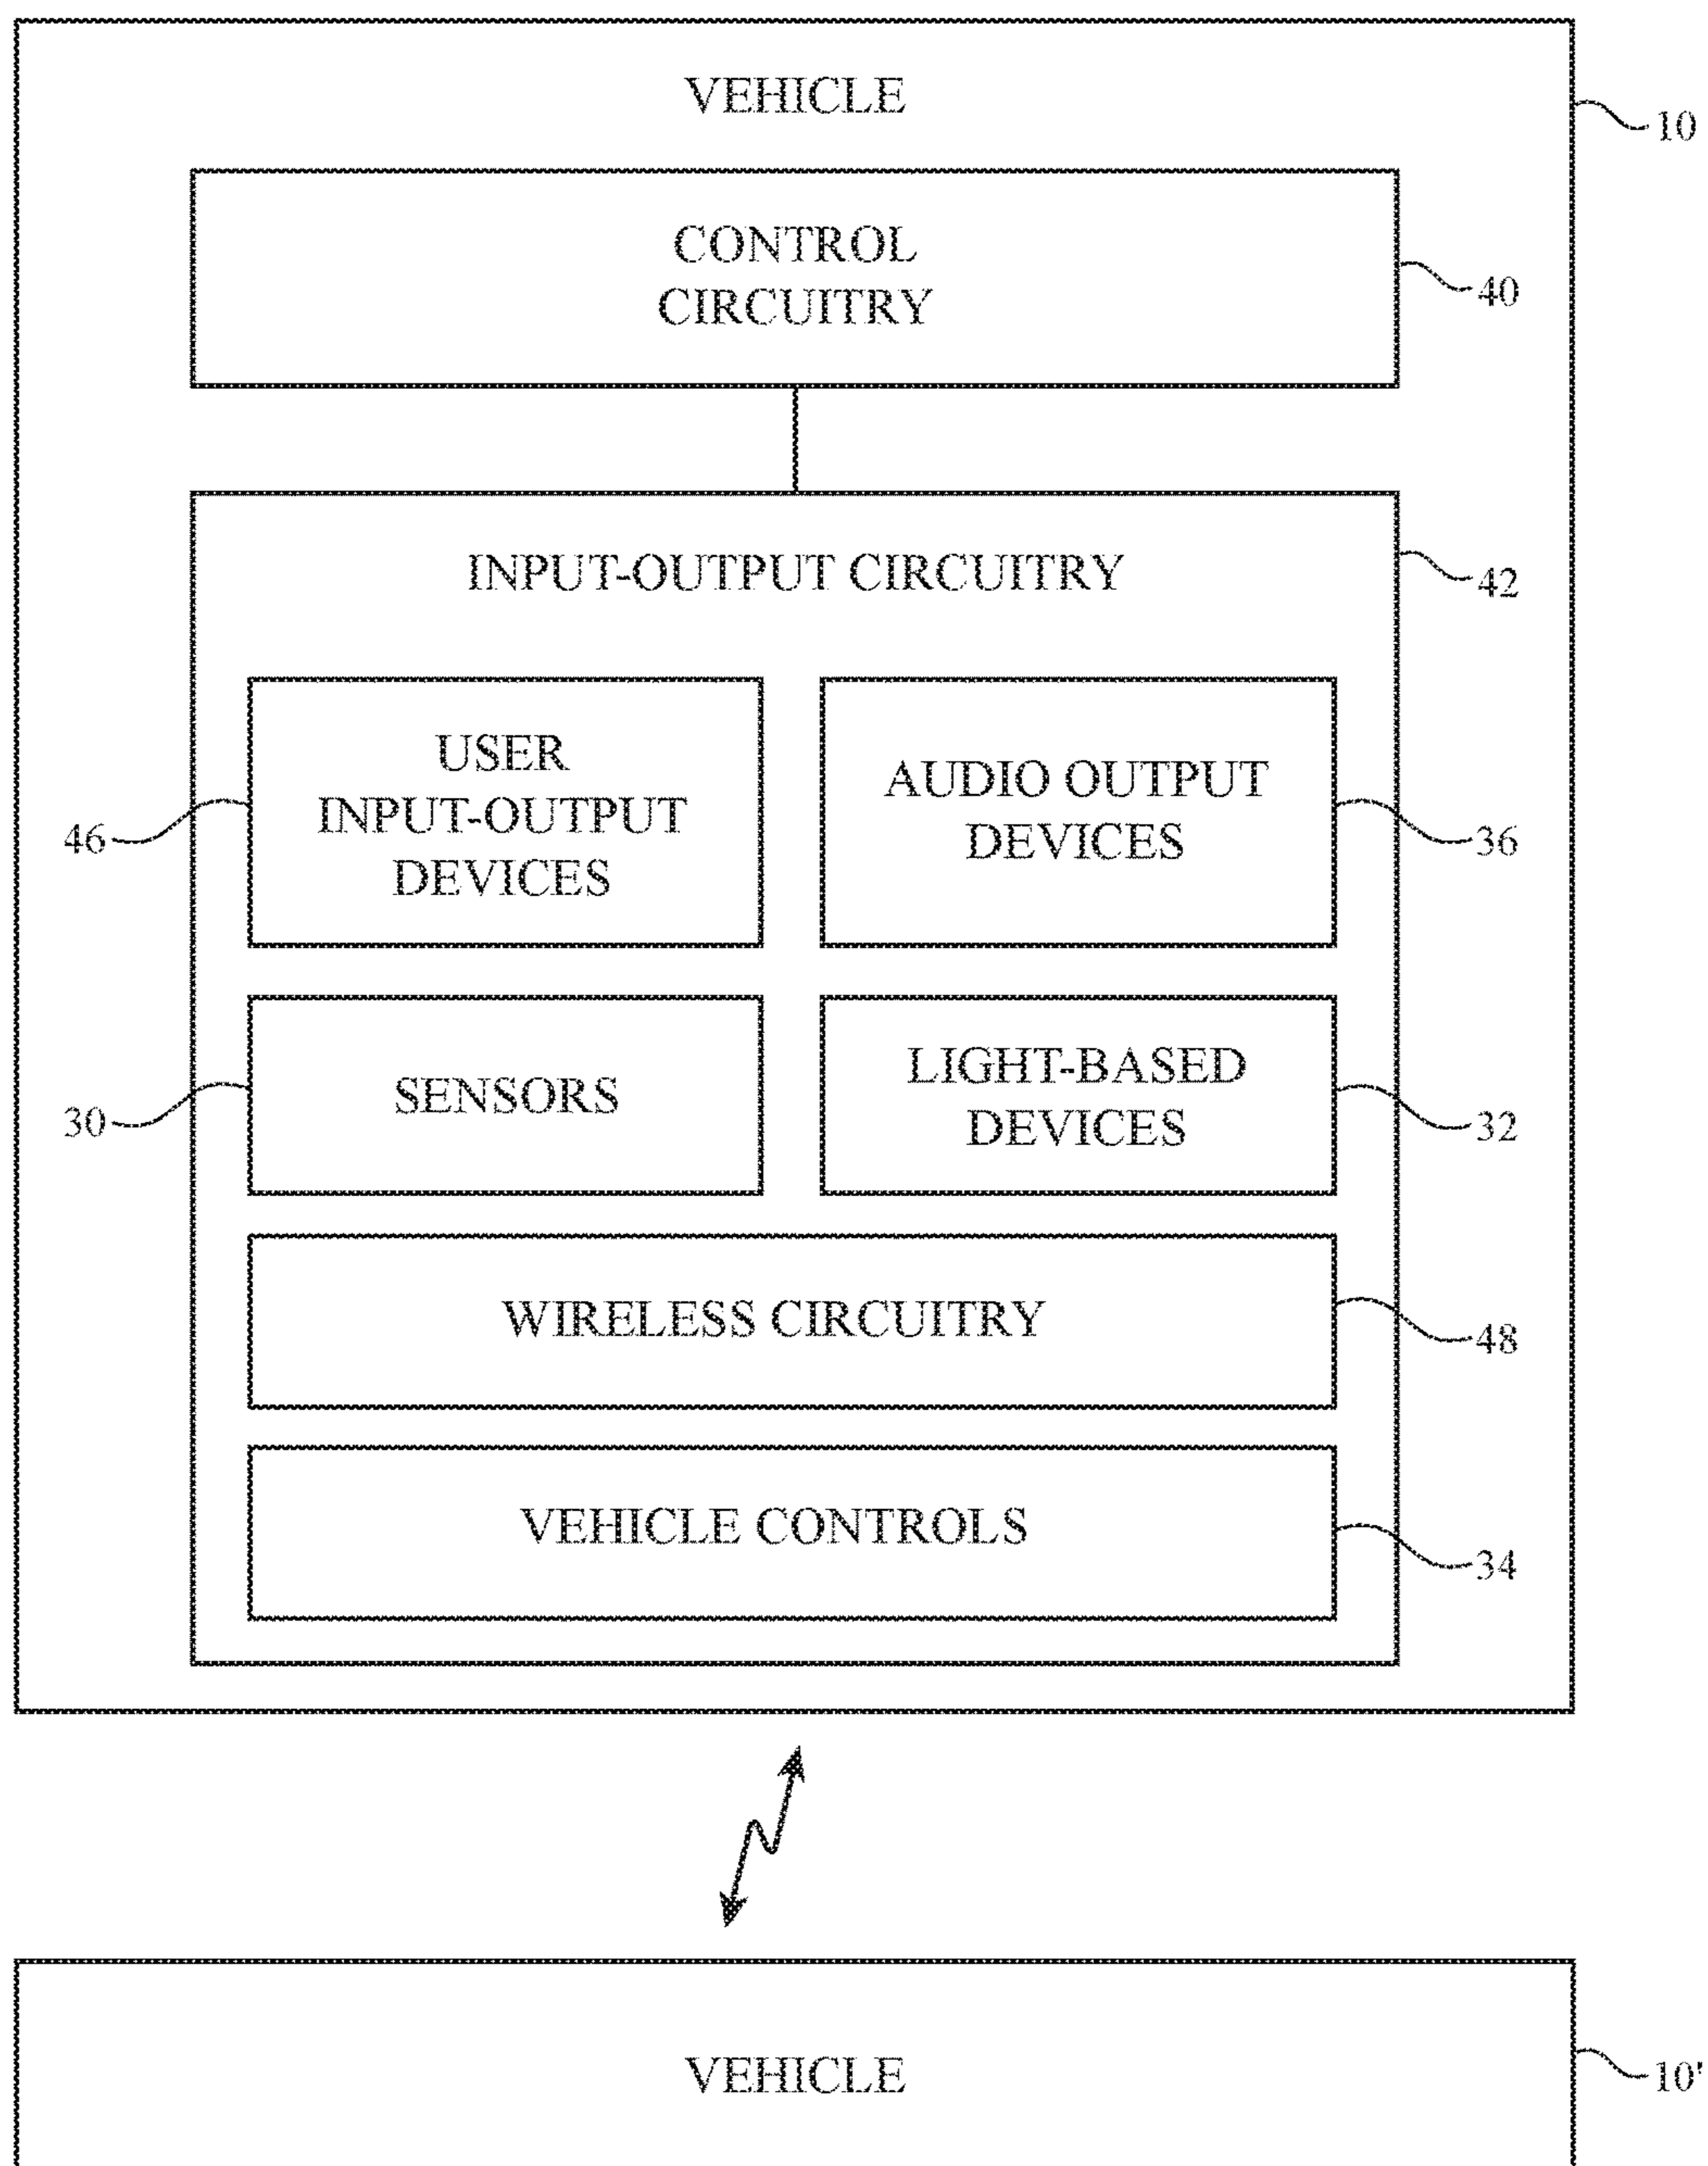 VEHICLE
10
CONTROL
CIRCUITRY
40
INPUT-OUTPUT CIRCUITRY
42
USER
INPUT-OUTPUT
DEVICES
46
AUDIO OUTPUT
DEVICES
36
SENSORS
30
LIGHT-BASED
DEVICES
32
WIRELESS CIRCUITRY
48
VEHICLE CONTROLS
34
VEHICLE
10'